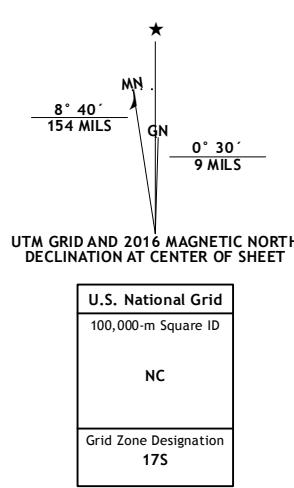 ★
MN
8° 40´
154 MILS
GN
0° 30´
9 MILS
UTM GRID AND 2016 MAGNETIC NORTH
DECLINATION AT CENTER OF SHEET
U.S. National Grid
100,000-m Square ID
NC
Grid Zone Designation
17S